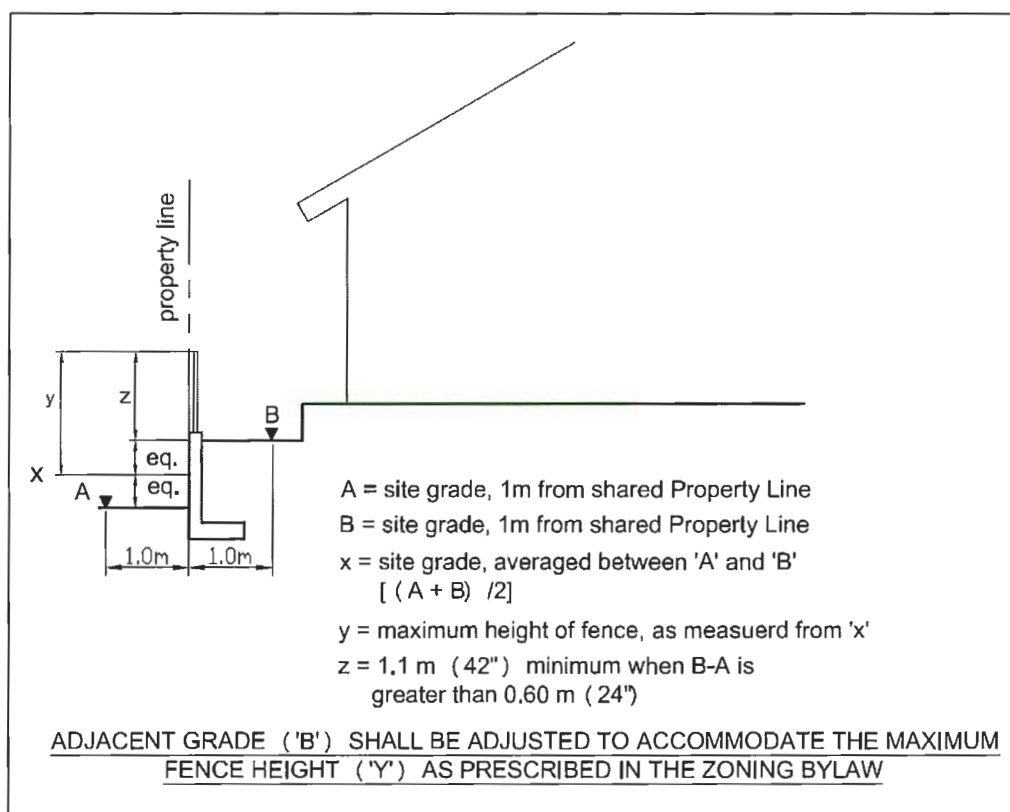 property line
y
z
B
x
eq.
A
eq.
1.0m
1.0m
A = site grade, 1m from shared Property Line
B = site grade, 1m from shared Property Line
x = site grade, averaged between 'A' and 'B'
[ (A + B) /2]
y = maximum height of fence, as measuerd from 'x'
z = 1.1 m (42") minimum when B-A is
greater than 0.60 m (24")
ADJACENT GRADE ('B') SHALL BE ADJUSTED TO ACCOMMODATE THE MAXIMUM
FENCE HEIGHT ('Y') AS PRESCRIBED IN THE ZONING BYLAW